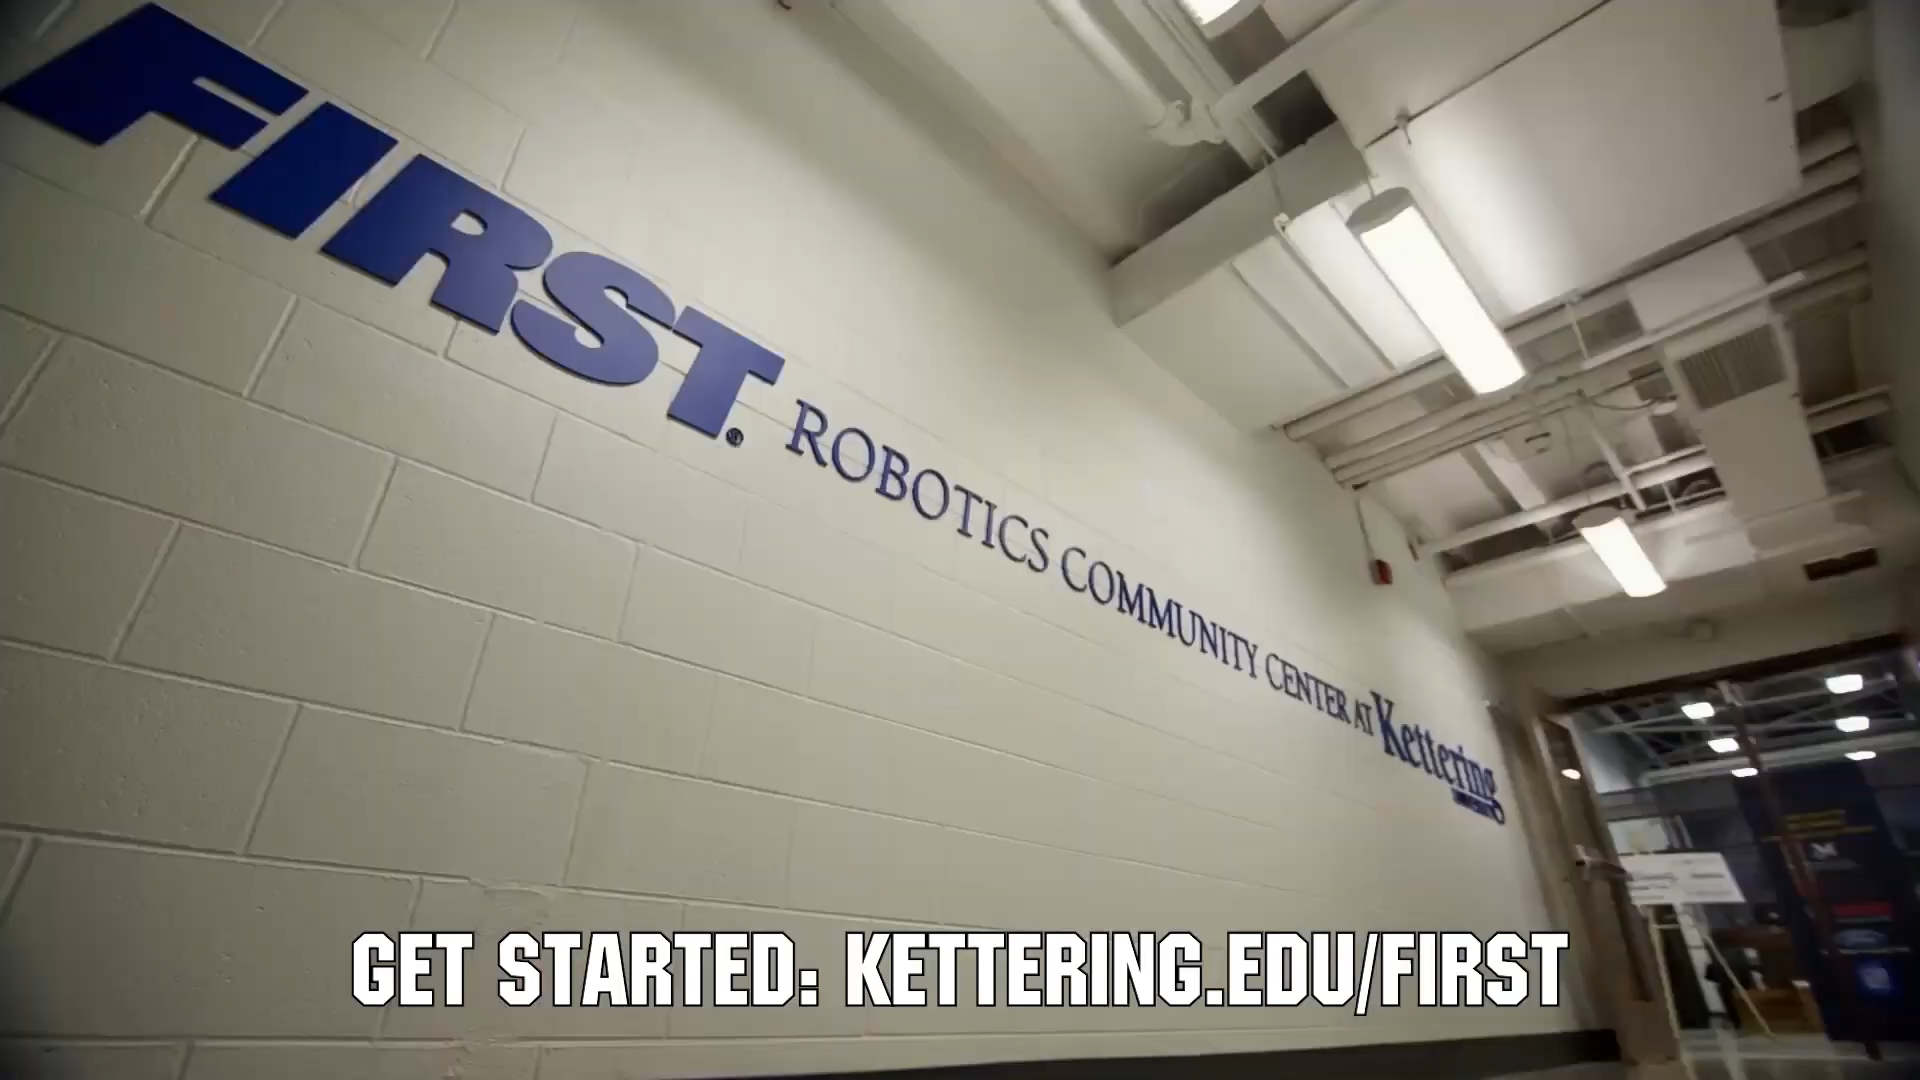 FIRST® ROBOTICS COMMUNITY CENTER AT Kettering
GET STARTED: KETTERING.EDU/FIRST